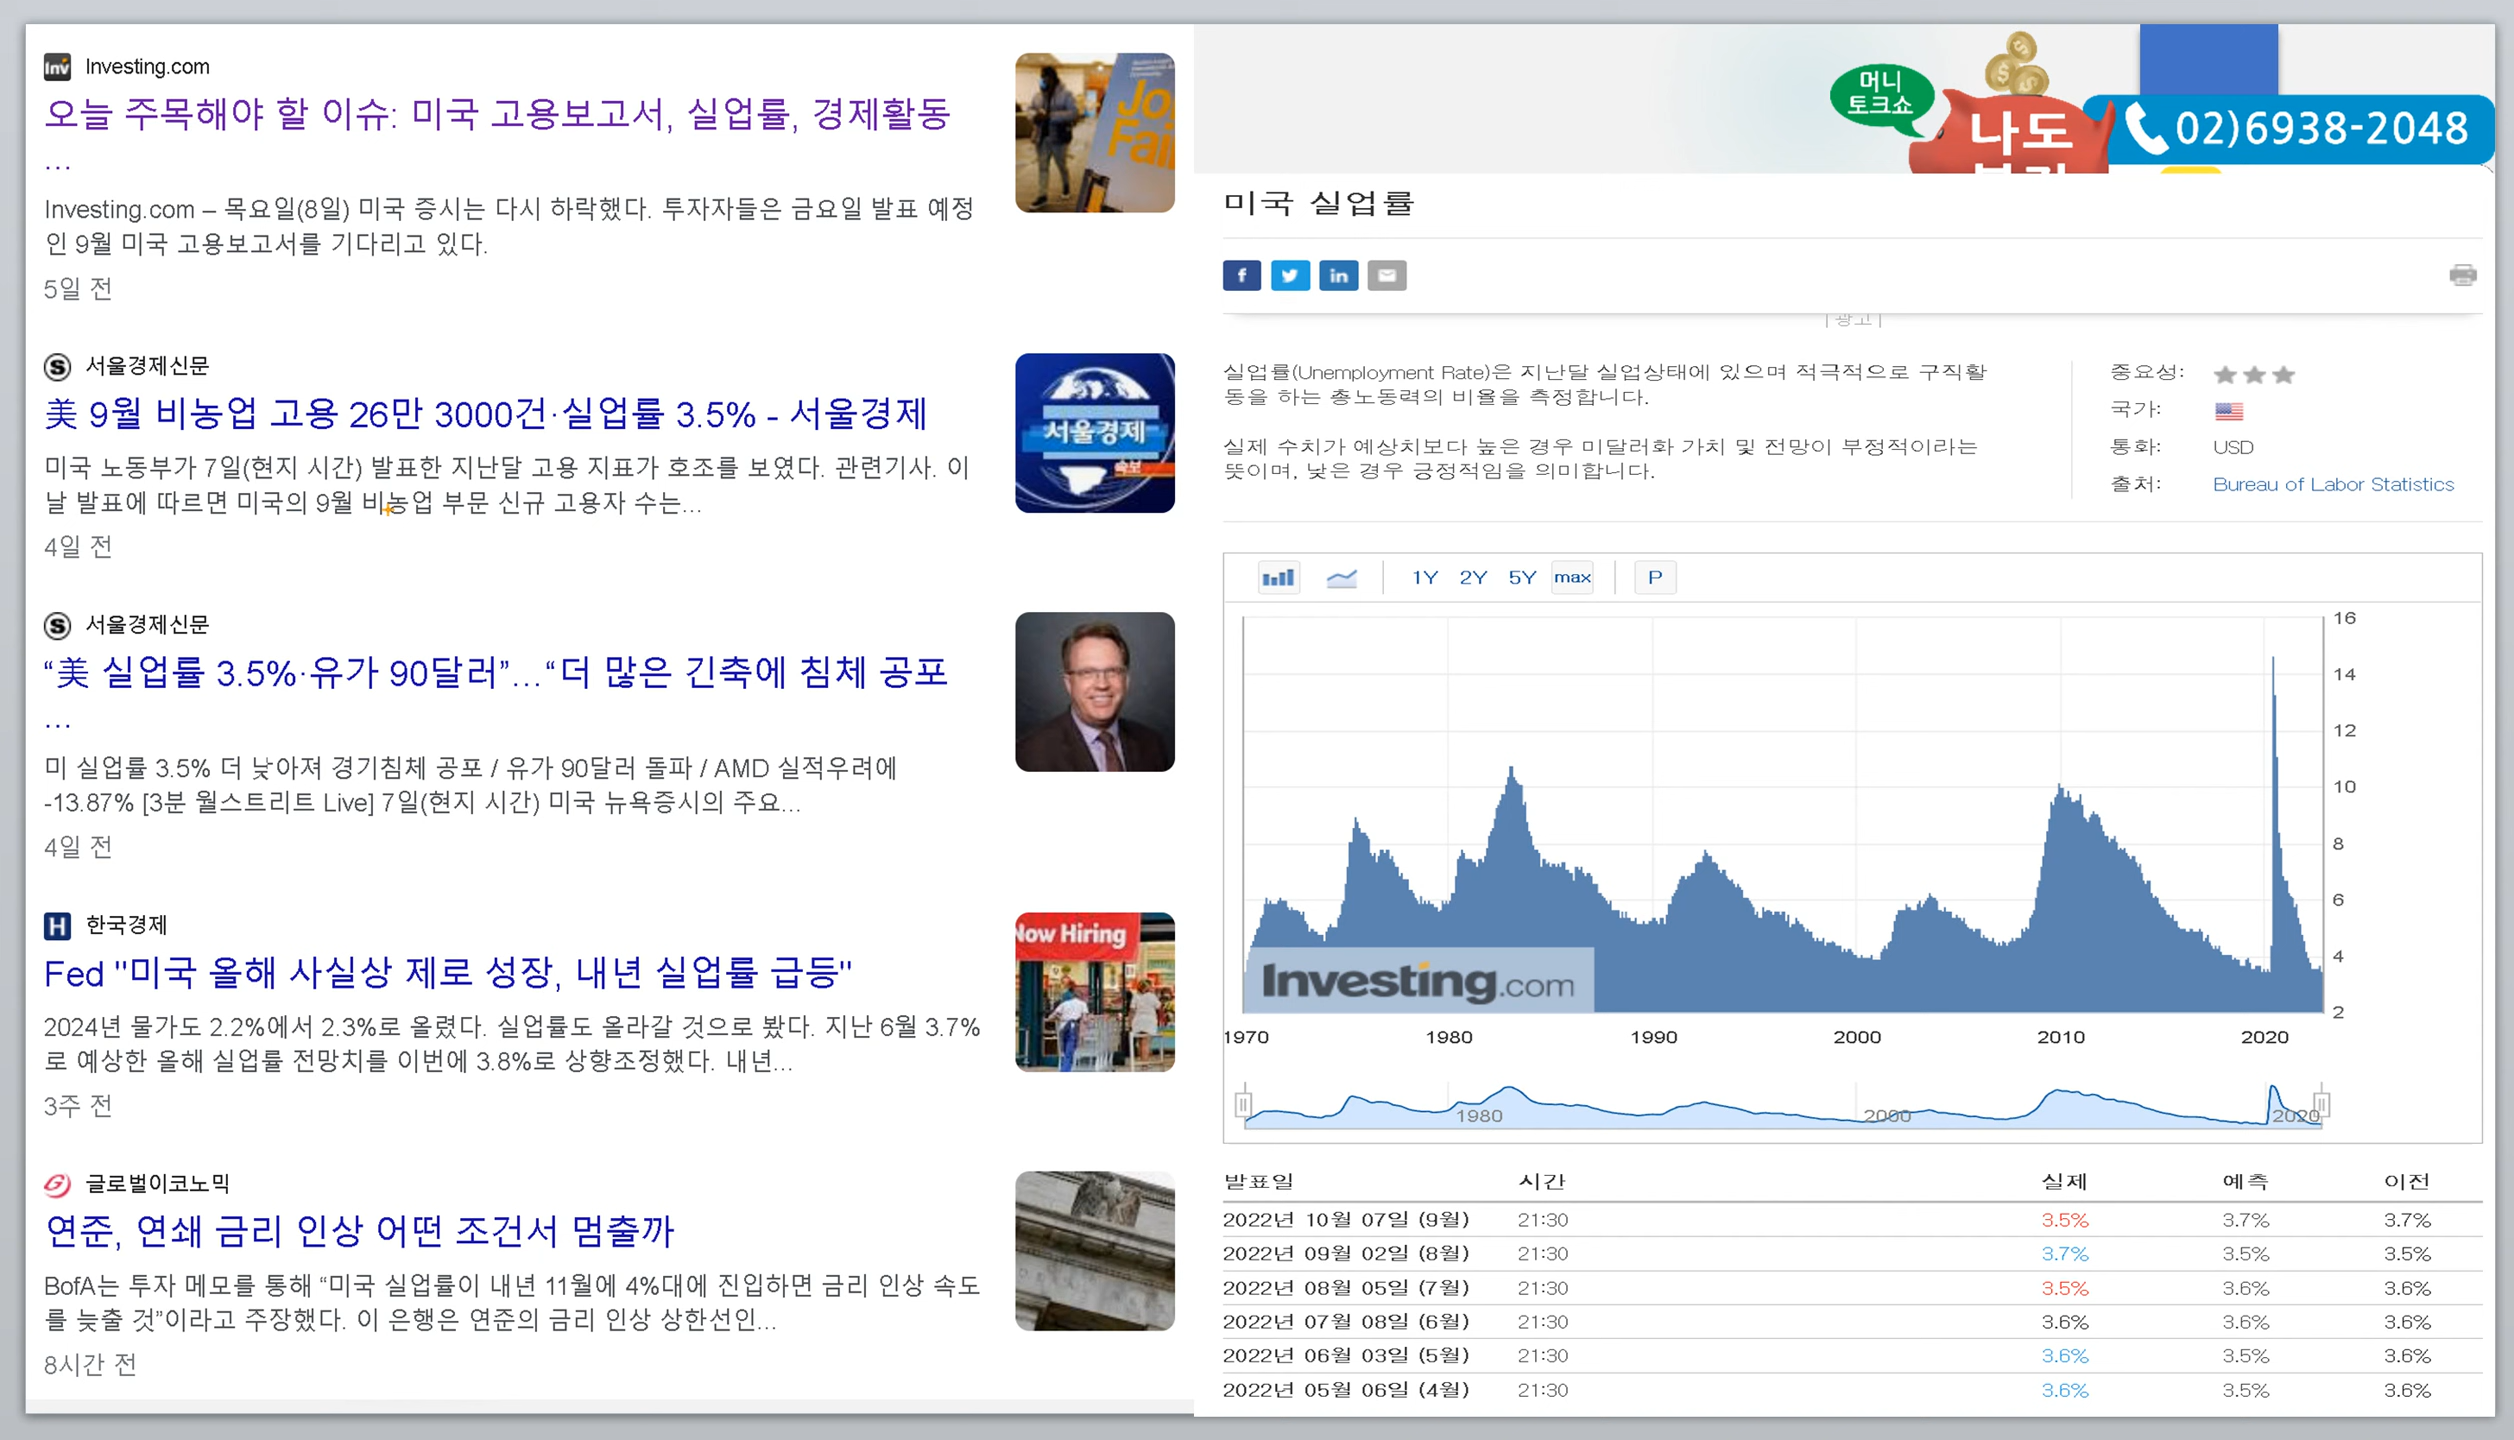 Investing.com
오늘 주목해야 할 이슈: 미국 고용보고서, 실업률, 경제활동
...
Investing.com – 목요일(8일) 미국 증시는 다시 하락했다. 투자자들은 금요일 발표 예정
인 9월 미국 고용보고서를 기다리고 있다.
5일 전
Job
Fair
서울경제신문
美 9월 비농업 고용 26만 3000건·실업률 3.5% - 서울경제
미국 노동부가 7일(현지 시간) 발표한 지난달 고용 지표가 호조를 보였다. 관련기사. 이
날 발표에 따르면 미국의 9월 비농업 부문 신규 고용자 수는...
4일 전
서울경제
속보
서울경제신문
“美 실업률 3.5%·유가 90달러”...“더 많은 긴축에 침체 공포
...
미 실업률 3.5% 더 낮아져 경기침체 공포 / 유가 90달러 돌파 / AMD 실적우려에
-13.87% [3분 월스트리트 Live] 7일(현지 시간) 미국 뉴욕증시의 주요...
4일 전
한국경제
Fed "미국 올해 사실상 제로 성장, 내년 실업률 급등"
2024년 물가도 2.2%에서 2.3%로 올렸다. 실업률도 올라갈 것으로 봤다. 지난 6월 3.7%
로 예상한 올해 실업률 전망치를 이번에 3.8%로 상향조정했다. 내년...
3주 전
Now Hiring
글로벌이코노믹
연준, 연쇄 금리 인상 어떤 조건서 멈출까
BofA는 투자 메모를 통해 “미국 실업률이 내년 11월에 4%대에 진입하면 금리 인상 속도
를 늦출 것”이라고 주장했다. 이 은행은 연준의 금리 인상 상한선인...
8시간 전
머니
토크쇼
나도
02)6938-2048
미국 실업률
| 광고 |
실업률(Unemployment Rate)은 지난달 실업상태에 있으며 적극적으로 구직활
동을 하는 총노동력의 비율을 측정합니다.
실제 수치가 예상치보다 높은 경우 미달러화 가치 및 전망이 부정적이라는
뜻이며, 낮은 경우 긍정적임을 의미합니다.
중요성:
국가:
통화: USD
출처: Bureau of Labor Statistics
1Y 2Y 5Y max P
16
14
12
10
8
6
4
2
Investing.com
1970 1980 1990 2000 2010 2020
1980 2000 2020
발표일 시간 실제 예측 이전
2022년 10월 07일 (9월) 21:30 3.5% 3.7% 3.7%
2022년 09월 02일 (8월) 21:30 3.7% 3.5% 3.5%
2022년 08월 05일 (7월) 21:30 3.5% 3.6% 3.6%
2022년 07월 08일 (6월) 21:30 3.6% 3.6% 3.6%
2022년 06월 03일 (5월) 21:30 3.6% 3.5% 3.6%
2022년 05월 06일 (4월) 21:30 3.6% 3.5% 3.6%